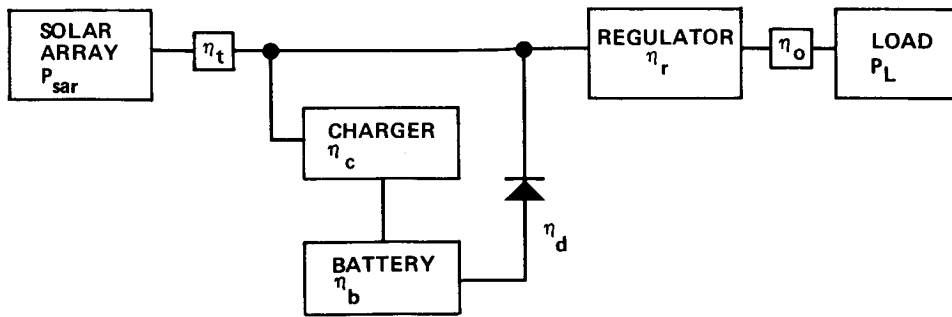 SOLAR
ARRAY
P_sar
η_t
REGULATOR
η_r
η_o
LOAD
P_L
CHARGER
η_c
η_d
BATTERY
η_b